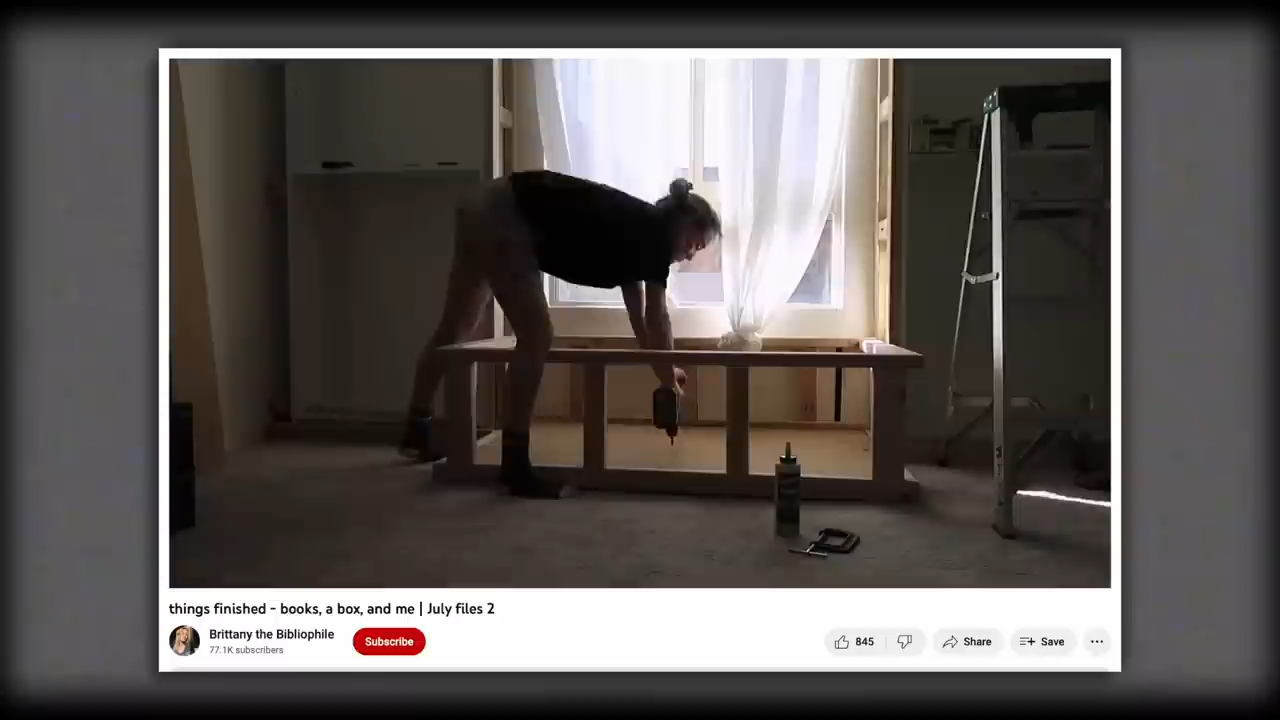 things finished - books, a box, and me | July files 2
Brittany the Bibliophile
77.1K subscribers
Subscribe
845
Share
Save